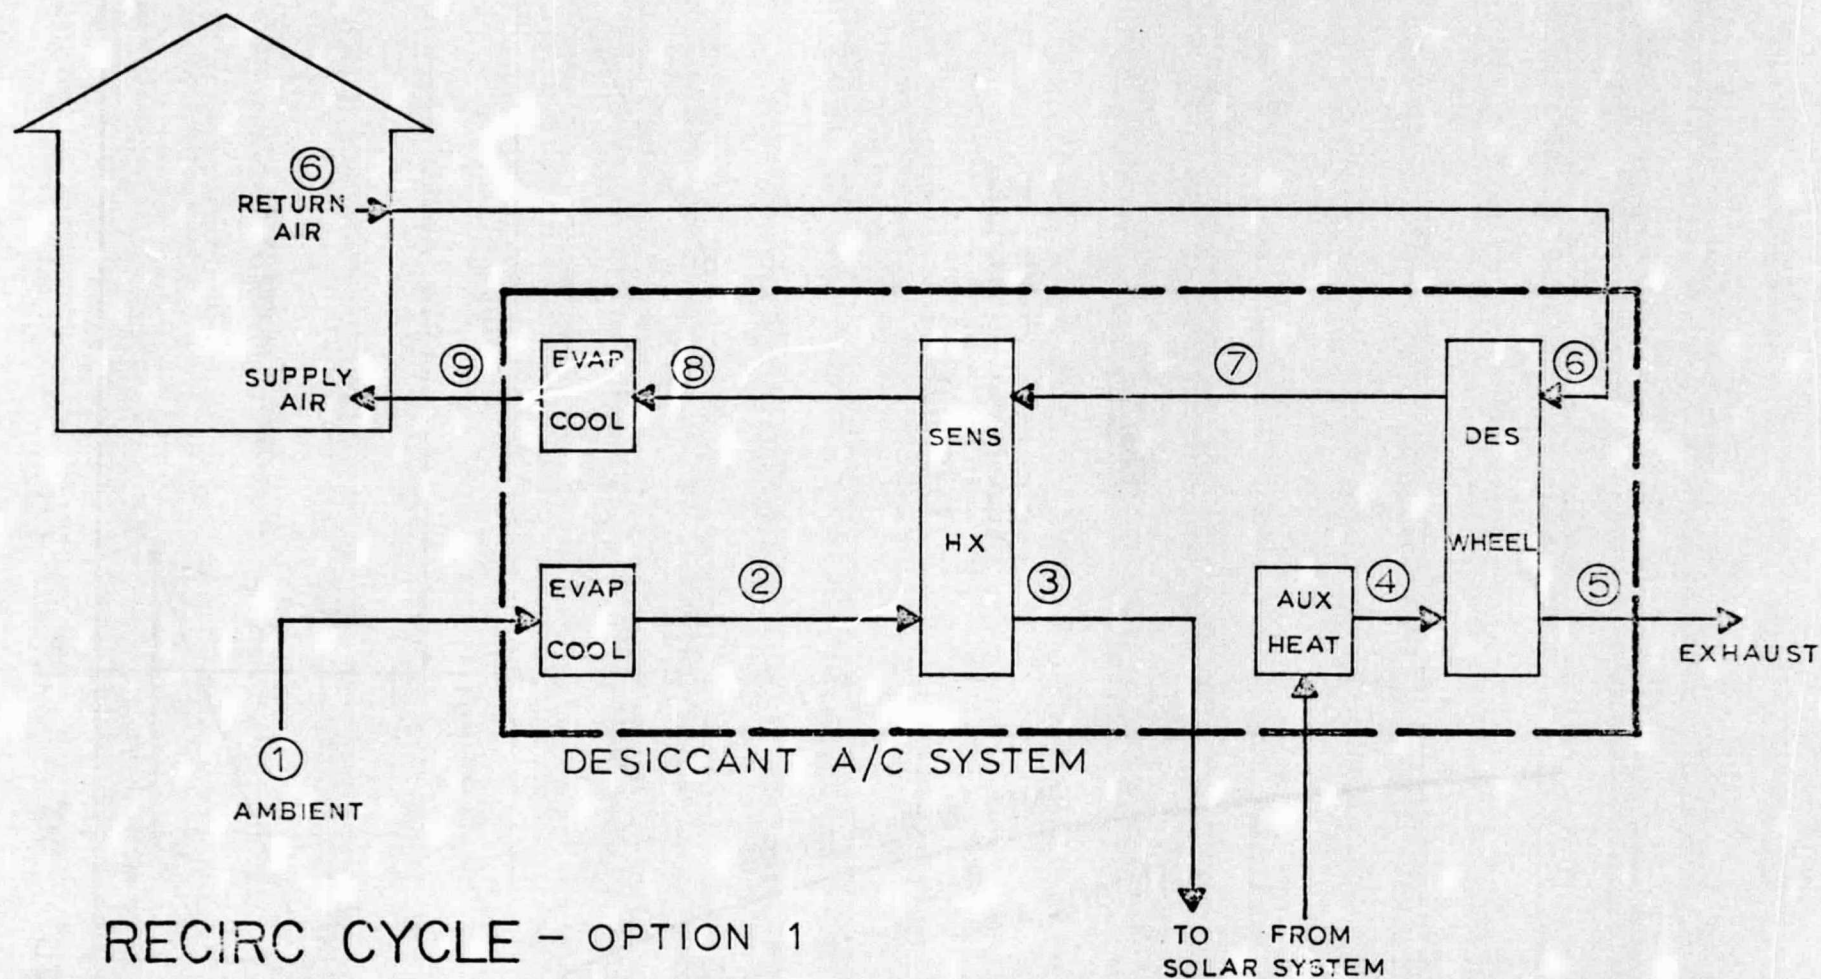 ⑥
RETURN
AIR
SUPPLY
AIR
⑨
EVAP
COOL
⑧
SENS
HX
⑦
DES
WHEEL
⑥
EVAP
COOL
②
③
AUX
HEAT
④
⑤
EXHAUST
①
AMBIENT
DESICCANT A/C SYSTEM
TO FROM
SOLAR SYSTEM
RECIRC CYCLE – OPTION 1